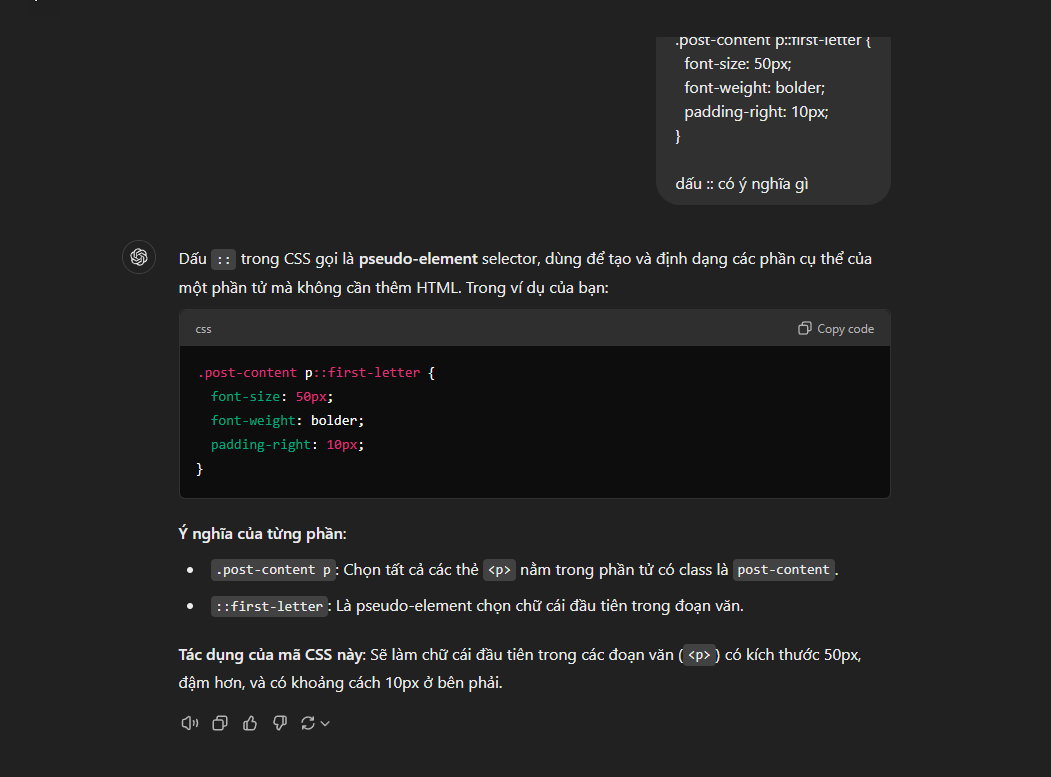 .post-content p::first-letter {
font-size: 50px;
font-weight: bolder;
padding-right: 10px;
}
dấu :: có ý nghĩa gì
Dấu :: trong CSS gọi là pseudo-element selector, dùng để tạo và định dạng các phần cụ thể của
một phần tử mà không cần thêm HTML. Trong ví dụ của bạn:
css Copy code
.post-content p::first-letter {
font-size: 50px;
font-weight: bolder;
padding-right: 10px;
}
Ý nghĩa của từng phần:
• .post-content p: Chọn tất cả các thẻ <p> nằm trong phần tử có class là post-content.
• ::first-letter: Là pseudo-element chọn chữ cái đầu tiên trong đoạn văn.
Tác dụng của mã CSS này: Sẽ làm chữ cái đầu tiên trong các đoạn văn (<p>) có kích thước 50px,
đậm hơn, và có khoảng cách 10px ở bên phải.